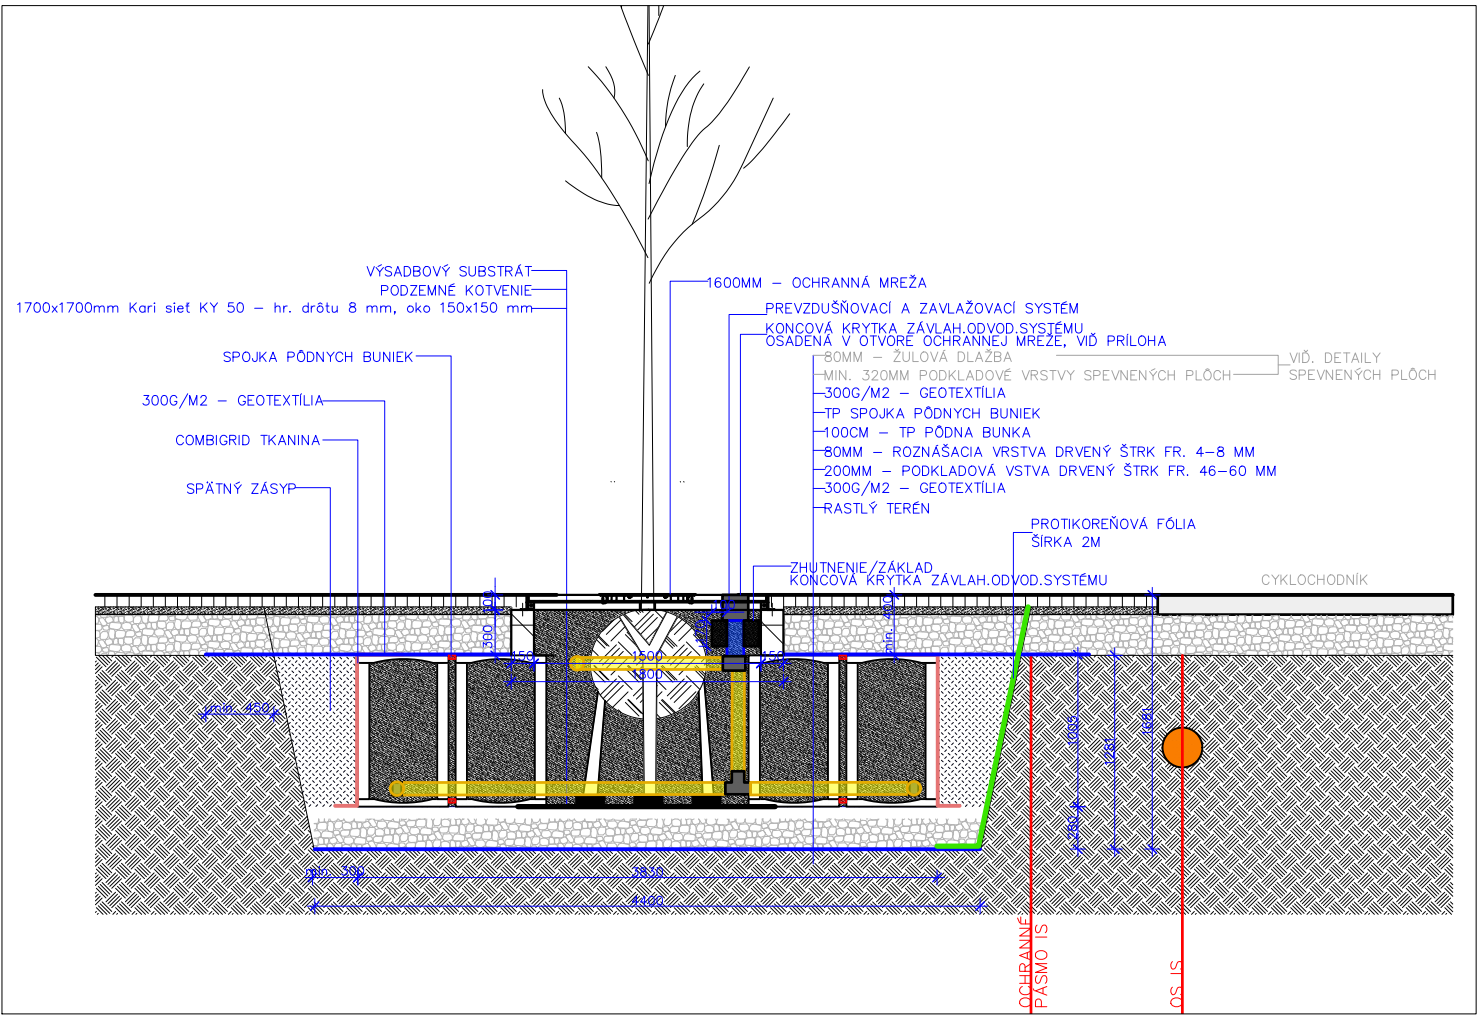 VÝSADBOVÝ SUBSTRÁT
PODZEMNÉ KOTVENIE
1700x1700mm Kari sieť KY 50 – hr. drôtu 8 mm, oko 150x150 mm
SPOJKA PÔDNYCH BUNIEK
300G/M2 – GEOTEXTÍLIA
COMBIGRID TKANINA
SPÄTNÝ ZÁSYP
1600MM – OCHRANNÁ MREŽA
PREVZDUŠŇOVACÍ A ZAVLAŽOVACÍ SYSTÉM
KONCOVÁ KRYTKA ZÁVLAH.ODVOD.SYSTÉMU
OSADENÁ V OTVORE OCHRANNEJ MREŽE, VIĎ PRÍLOHA
80MM – ŽULOVÁ DLAŽBA
MIN. 320MM PODKLADOVÉ VRSTVY SPEVNENÝCH PLÔCH
VIĎ. DETAILY
SPEVNENÝCH PLÔCH
300G/M2 – GEOTEXTÍLIA
TP SPOJKA PÔDNYCH BUNIEK
100CM – TP PÔDNA BUNKA
80MM – ROZNÁŠACIA VRSTVA DRVENÝ ŠTRK FR. 4–8 MM
200MM – PODKLADOVÁ VSTVA DRVENÝ ŠTRK FR. 46–60 MM
300G/M2 – GEOTEXTÍLIA
RASTLÝ TERÉN
PROTIKOREŇOVÁ FÓLIA
ŠÍRKA 2M
ZHUTNENIE/ZÁKLAD
KONCOVÁ KRYTKA ZÁVLAH.ODVOD.SYSTÉMU
CYKLOCHODNÍK
100
300
min. 400
150
1500
150
1800
min. 450
1005
1281
1681
280
min. 300
3830
4400
OCHRANNÉ
PÁSMO IS
OS IS